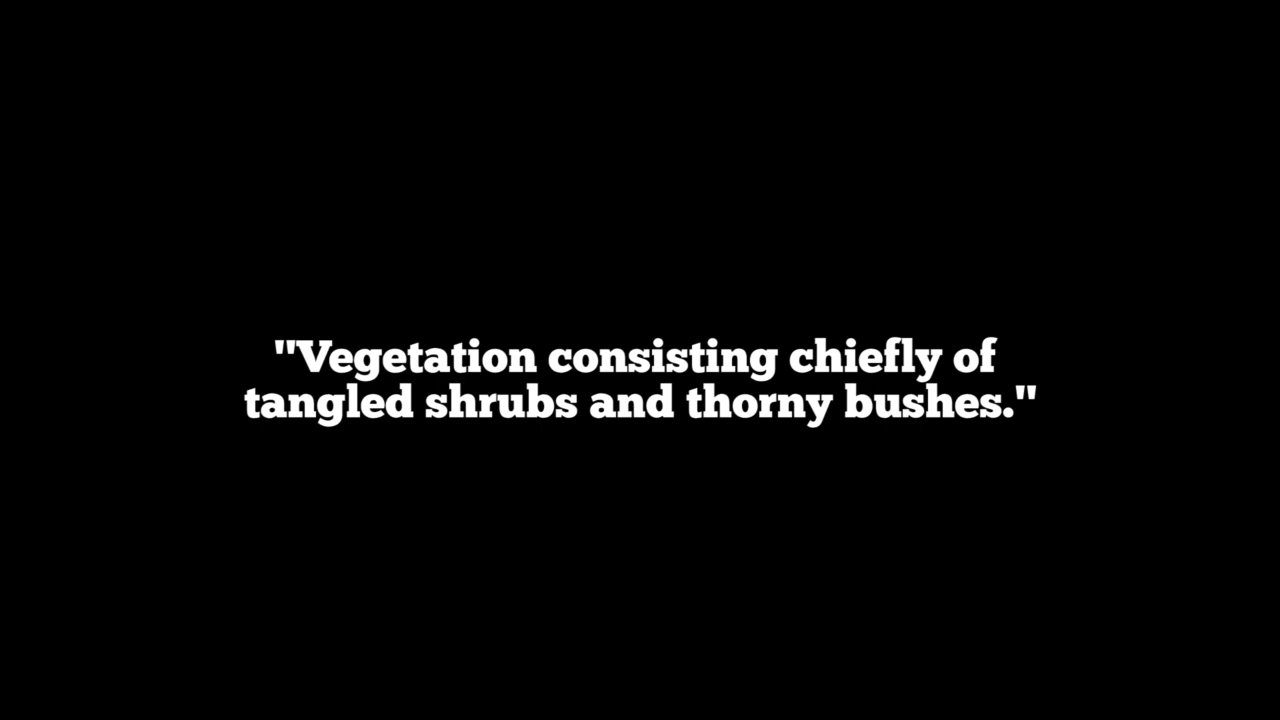 "Vegetation consisting chiefly of
tangled shrubs and thorny bushes."